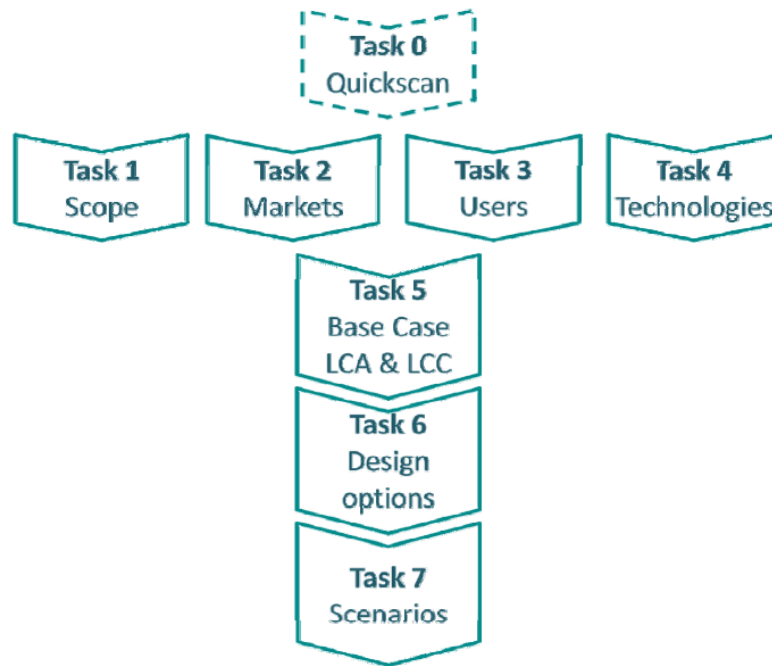 Task 0
Quickscan
Task 1
Scope
Task 2
Markets
Task 3
Users
Task 4
Technologies
Task 5
Base Case
LCA & LCC
Task 6
Design
options
Task 7
Scenarios